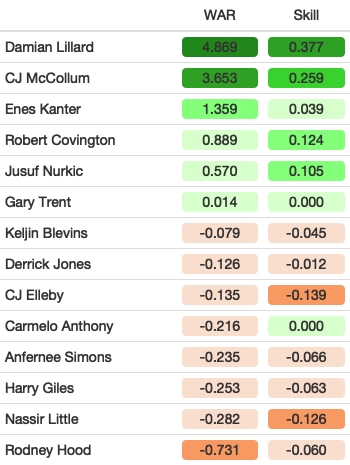 WAR Skill
Damian Lillard 4.869 0.377
CJ McCollum 3.653 0.259
Enes Kanter 1.359 0.039
Robert Covington 0.889 0.124
Jusuf Nurkic 0.570 0.105
Gary Trent 0.014 0.000
Keljin Blevins -0.079 -0.045
Derrick Jones -0.126 -0.012
CJ Elleby -0.135 -0.139
Carmelo Anthony -0.216 0.000
Anfernee Simons -0.235 -0.066
Harry Giles -0.253 -0.063
Nassir Little -0.282 -0.126
Rodney Hood -0.731 -0.060